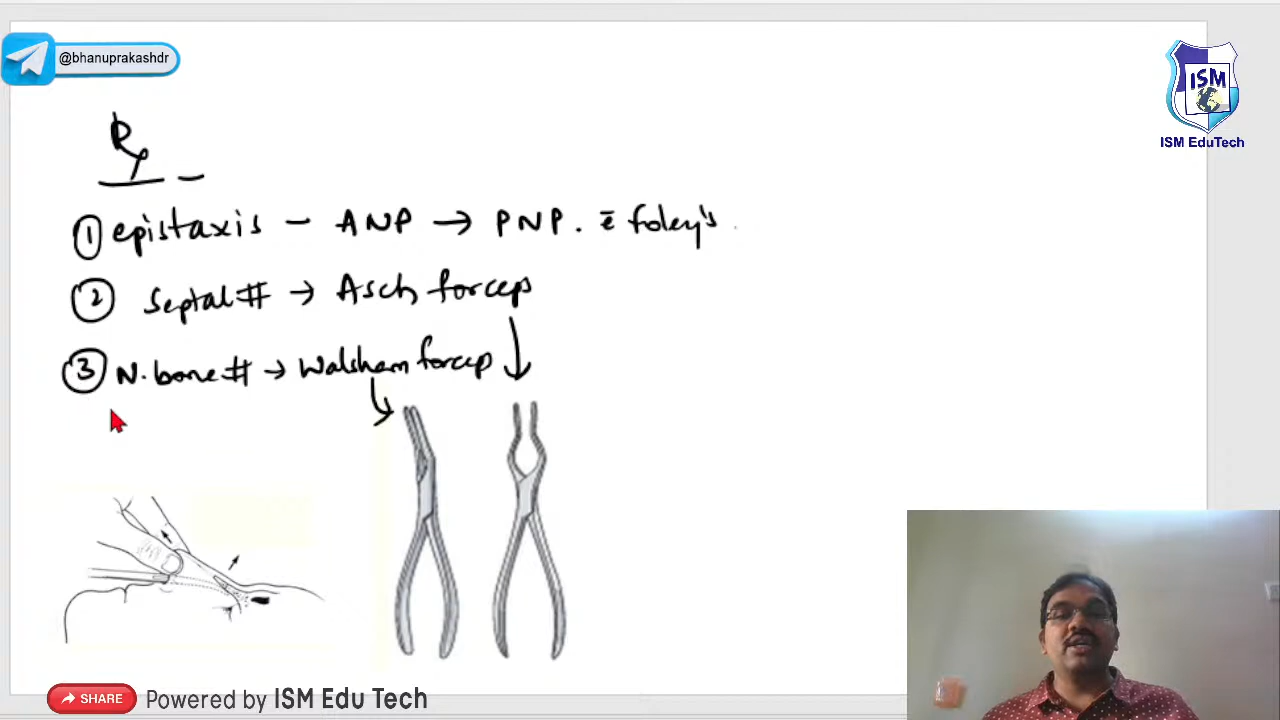 @bhanuprakashdr
ISM
ISM EduTech
Rx –
① epistaxis – ANP → PNP. c̄ foley's
② Septal # → Asch forceps
③ N. bone # → Walsham forcep
SHARE Powered by ISM Edu Tech